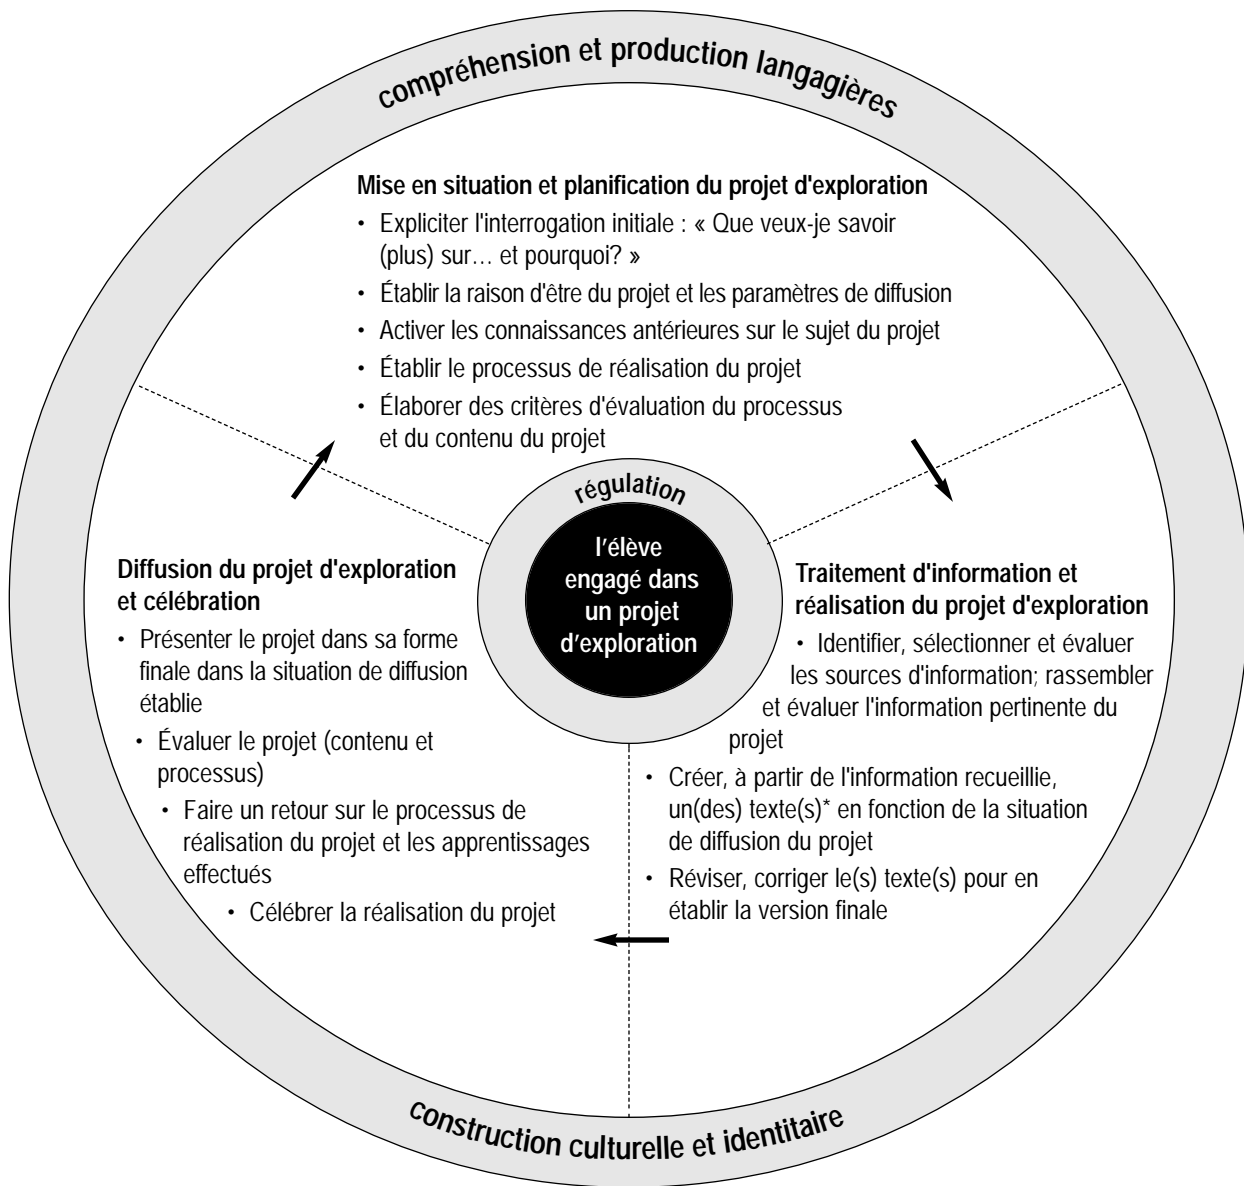 compréhension et production langagières
Mise en situation et planification du projet d'exploration
• Expliciter l'interrogation initiale : « Que veux-je savoir
(plus) sur… et pourquoi? »
• Établir la raison d'être du projet et les paramètres de diffusion
• Activer les connaissances antérieures sur le sujet du projet
• Établir le processus de réalisation du projet
• Élaborer des critères d'évaluation du processus
et du contenu du projet
régulation
l'élève
engagé dans
un projet
d'exploration
Traitement d'information et
réalisation du projet d'exploration
• Identifier, sélectionner et évaluer
les sources d'information; rassembler
et évaluer l'information pertinente du
projet
• Créer, à partir de l'information recueillie,
un(des) texte(s)* en fonction de la situation
de diffusion du projet
• Réviser, corriger le(s) texte(s) pour en
établir la version finale
Diffusion du projet d'exploration
et célébration
• Présenter le projet dans sa forme
finale dans la situation de diffusion
établie
• Évaluer le projet (contenu et
processus)
• Faire un retour sur le processus de
réalisation du projet et les apprentissages
effectués
• Célébrer la réalisation du projet
construction culturelle et identitaire